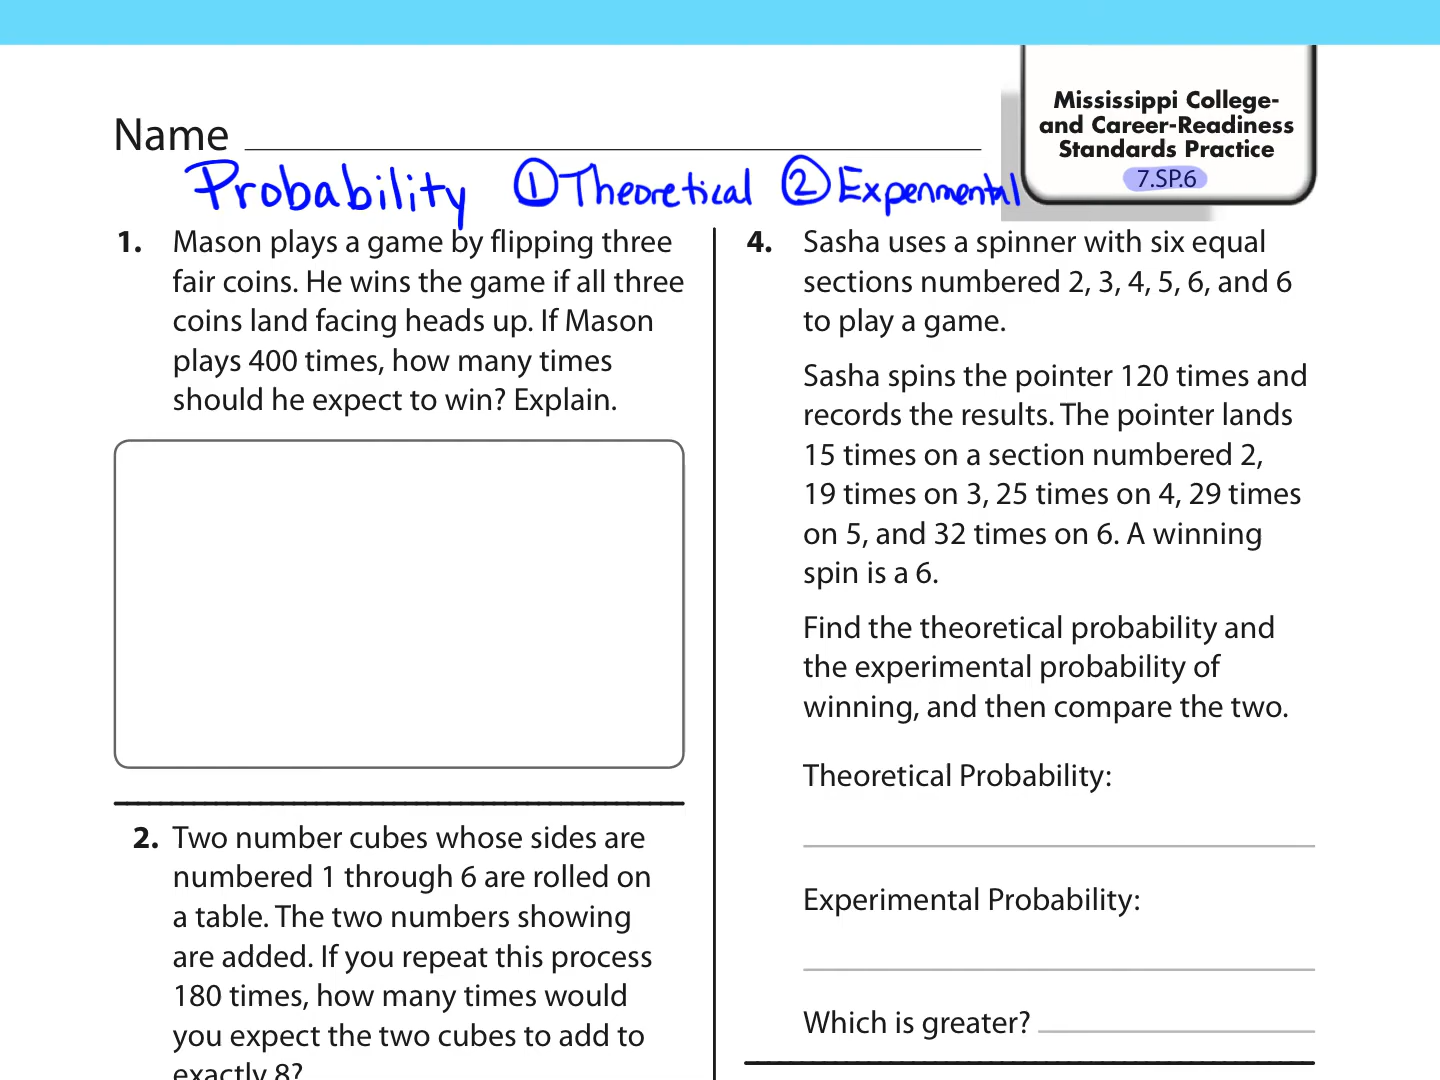 Mississippi College-
and Career-Readiness
Standards Practice
7.SP.6
Name
Probability ① Theoretical ② Experimental
1. Mason plays a game by flipping three
fair coins. He wins the game if all three
coins land facing heads up. If Mason
plays 400 times, how many times
should he expect to win? Explain.
2. Two number cubes whose sides are
numbered 1 through 6 are rolled on
a table. The two numbers showing
are added. If you repeat this process
180 times, how many times would
you expect the two cubes to add to
exactly 8?
4. Sasha uses a spinner with six equal
sections numbered 2, 3, 4, 5, 6, and 6
to play a game.
Sasha spins the pointer 120 times and
records the results. The pointer lands
15 times on a section numbered 2,
19 times on 3, 25 times on 4, 29 times
on 5, and 32 times on 6. A winning
spin is a 6.
Find the theoretical probability and
the experimental probability of
winning, and then compare the two.
Theoretical Probability:
Experimental Probability:
Which is greater?